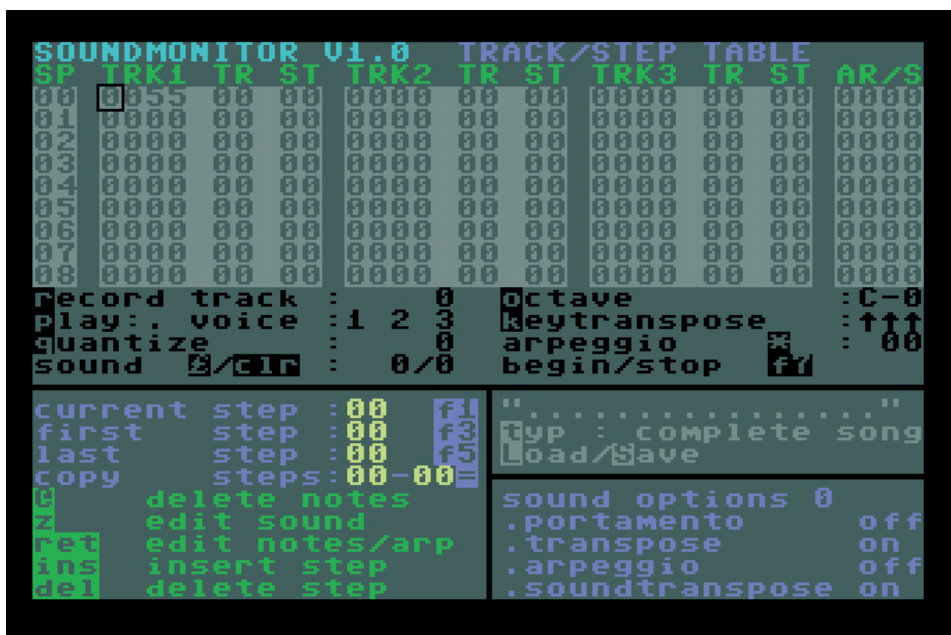 SOUNDMONITOR V1.0 TRACK/STEP TABLE
SP TRK1 TR ST TRK2 TR ST TRK3 TR ST AR/S
00 0055 00 00 0000 00 00 0000 00 00 0000
01 0000 00 00 0000 00 00 0000 00 00 0000
02 0000 00 00 0000 00 00 0000 00 00 0000
03 0000 00 00 0000 00 00 0000 00 00 0000
04 0000 00 00 0000 00 00 0000 00 00 0000
05 0000 00 00 0000 00 00 0000 00 00 0000
06 0000 00 00 0000 00 00 0000 00 00 0000
07 0000 00 00 0000 00 00 0000 00 00 0000
08 0000 00 00 0000 00 00 0000 00 00 0000
record track : 0
play:. voice :1 2 3
quantize : 0
sound £/clr : 0/0
octave :C-0
keytranspose :↑↑↑
arpeggio * : 00
begin/stop f7
current step :00 f1
first step :00 f3
last step :00 f5
copy steps:00-00=
delete notes
z edit sound
ret edit notes/arp
ins insert step
del delete step
"................"
typ : complete song
Load/Save
sound options 0
.portamento off
.transpose on
.arpeggio off
.soundtranspose on